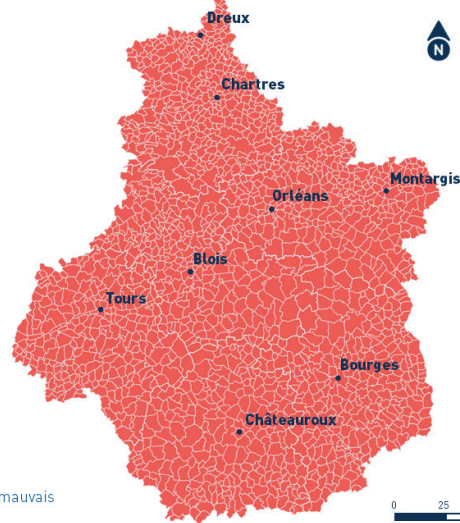 Dreux
N
Chartres
Montargis
Orléans
Blois
Tours
Bourges
Châteauroux
mauvais
0 25